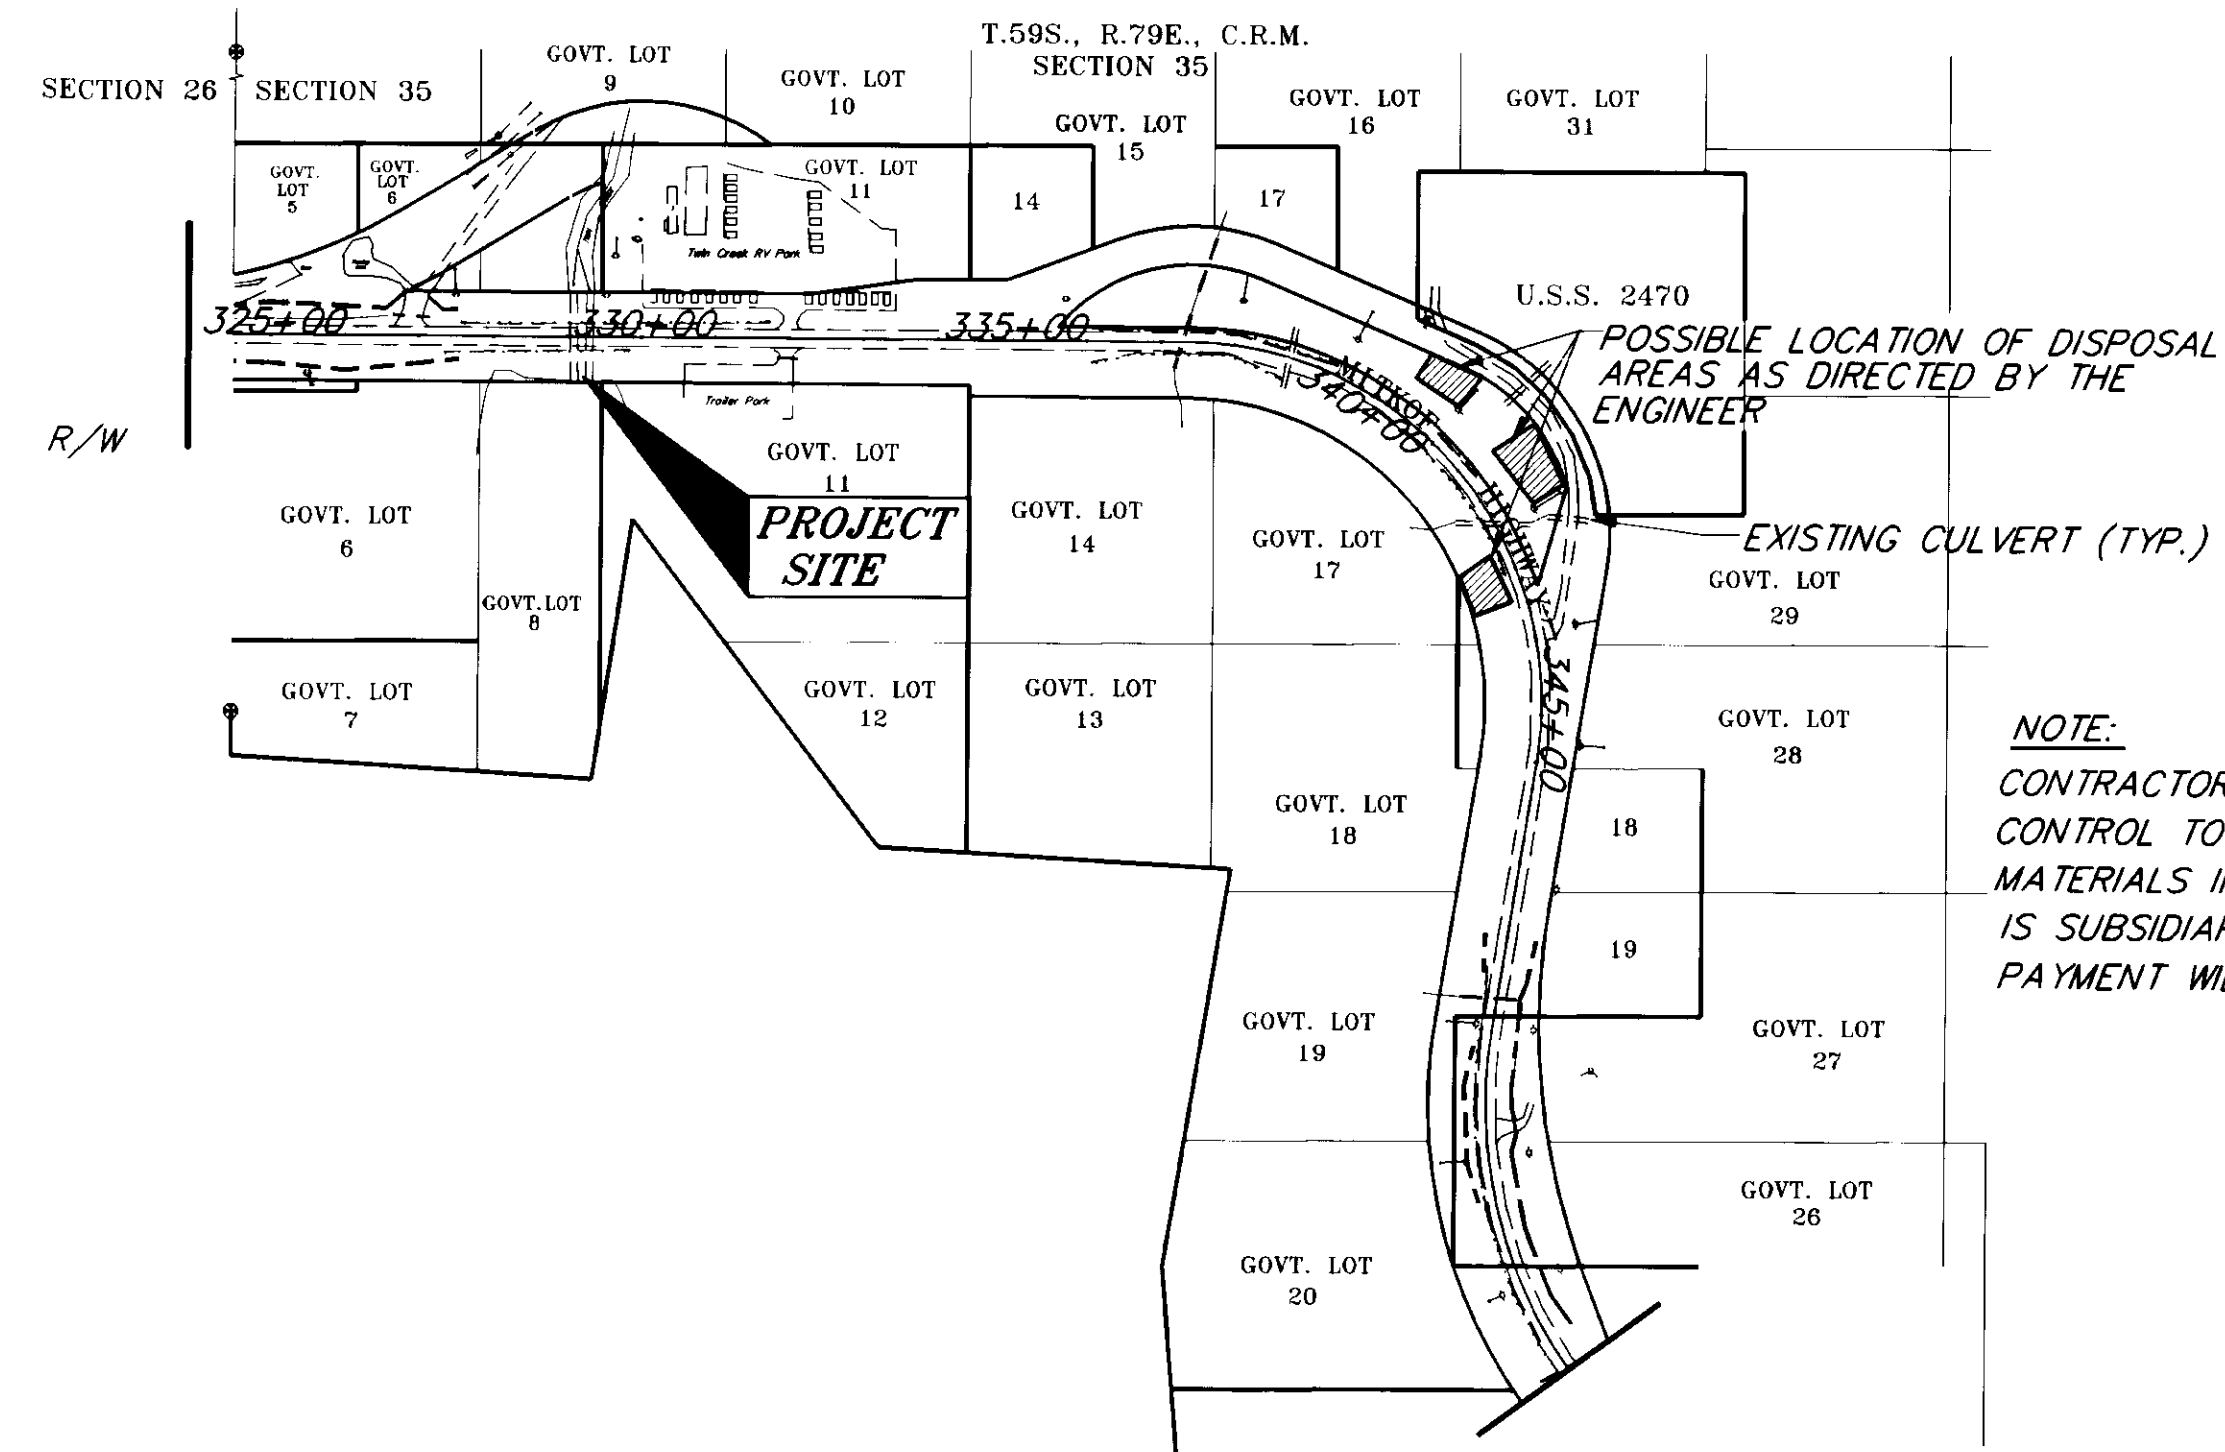 T.59S., R.79E., C.R.M.
SECTION 35
SECTION 26
SECTION 35
GOVT. LOT
9
GOVT. LOT
10
GOVT. LOT
15
GOVT. LOT
16
GOVT. LOT
31
GOVT.
LOT
5
GOVT.
LOT
6
GOVT. LOT
11
14
17
Twin Creek RV Park
U.S.S. 2470
325+00
330+00
335+00
340+00
345+00
MITKOF HIGHWAY
POSSIBLE LOCATION OF DISPOSAL
AREAS AS DIRECTED BY THE
ENGINEER
R/W
Trailer Park
GOVT. LOT
11
PROJECT
SITE
GOVT. LOT
6
GOVT. LOT
14
GOVT. LOT
17
EXISTING CULVERT (TYP.)
GOVT. LOT
29
GOVT.LOT
8
GOVT. LOT
7
GOVT. LOT
12
GOVT. LOT
13
GOVT. LOT
28
GOVT. LOT
18
18
19
NOTE:
CONTRACTOR
CONTROL TO
MATERIALS I
IS SUBSIDIAR
PAYMENT WI
GOVT. LOT
19
GOVT. LOT
27
GOVT. LOT
26
GOVT. LOT
20